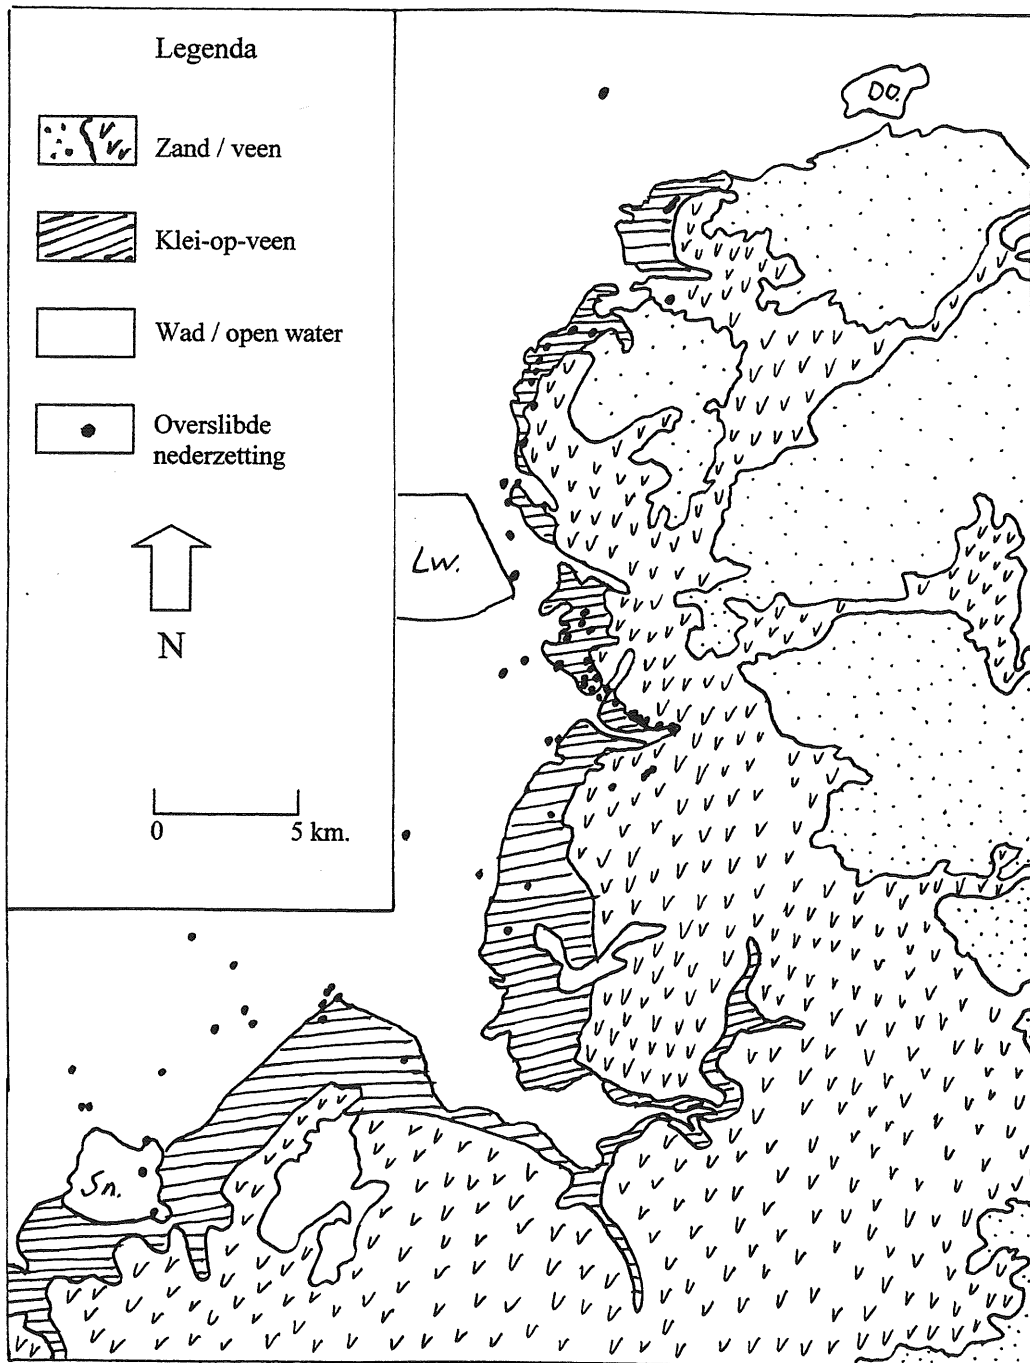 Legenda
Zand / veen
Klei-op-veen
Wad / open water
Overslibde
nederzetting
N
0 5 km.
Do.
Lw.
Sn.